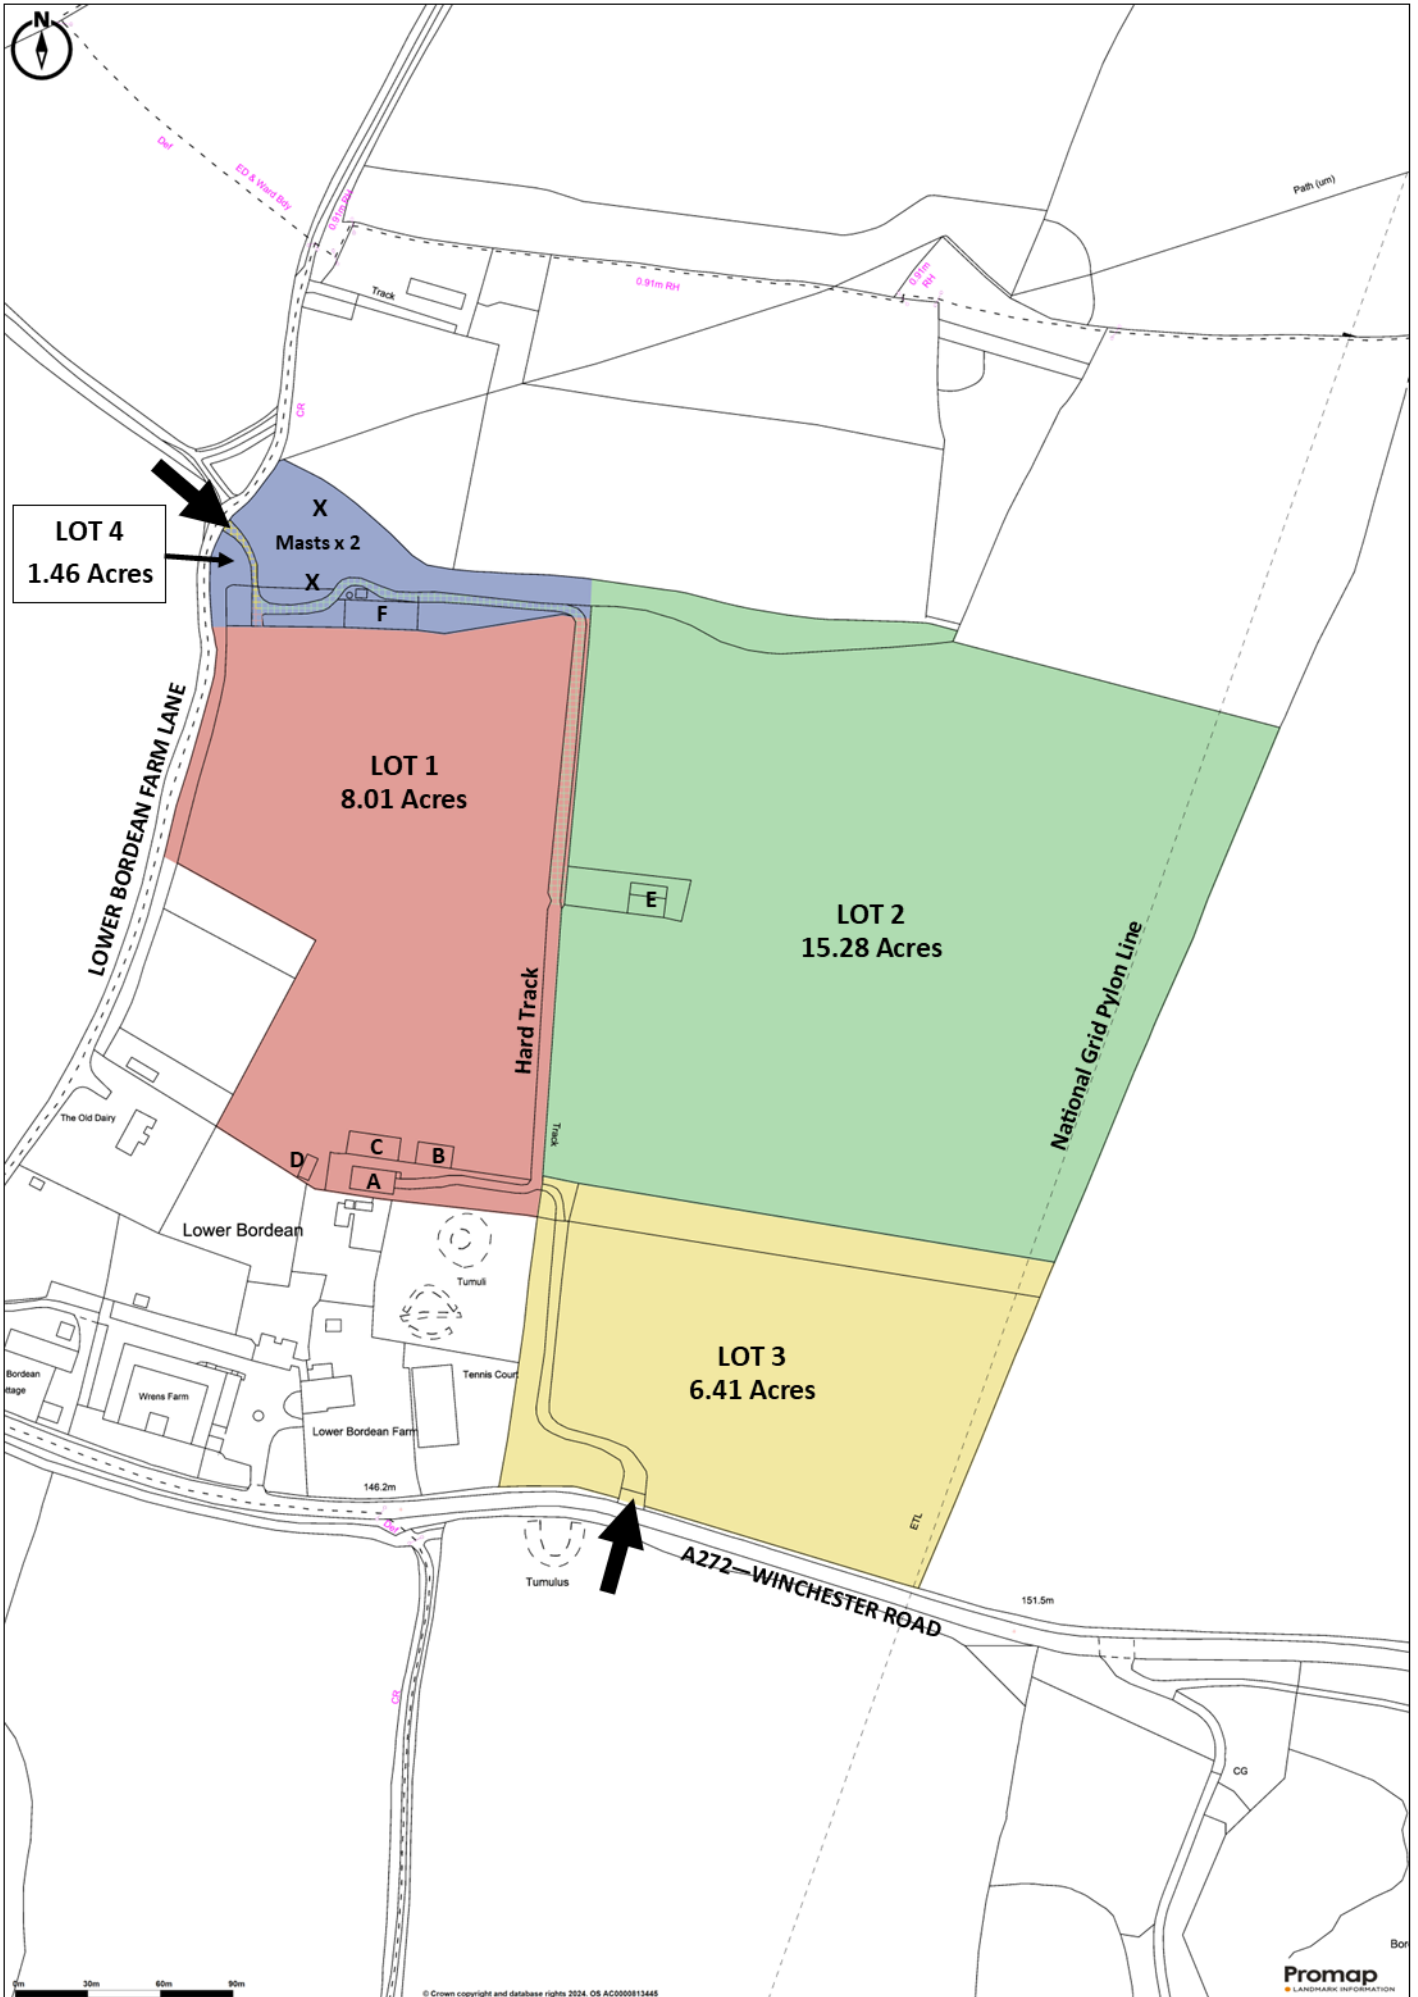 N
Def
ED & Ward Bdy
0.91m RH
Path (um)
0.91m
RH
0.91m RH
Track
CR
X
Masts x 2
X
F
LOT 4
1.46 Acres
LOT 1
8.01 Acres
LOWER BORDEAN FARM LANE
E
LOT 2
15.28 Acres
Hard Track
National Grid Pylon Line
The Old Dairy
Track
C
B
D
A
Lower Bordean
Tumuli
LOT 3
6.41 Acres
Tennis Court
Bordean
ttage
Wrens Farm
Lower Bordean Farm
146.2m
Def
ETL
Tumulus
A272—WINCHESTER ROAD
151.5m
CR
CG
Bor
Promap
LANDMARK INFORMATION
0m 30m 60m 90m
© Crown copyright and database rights 2024. OS AC0000813445